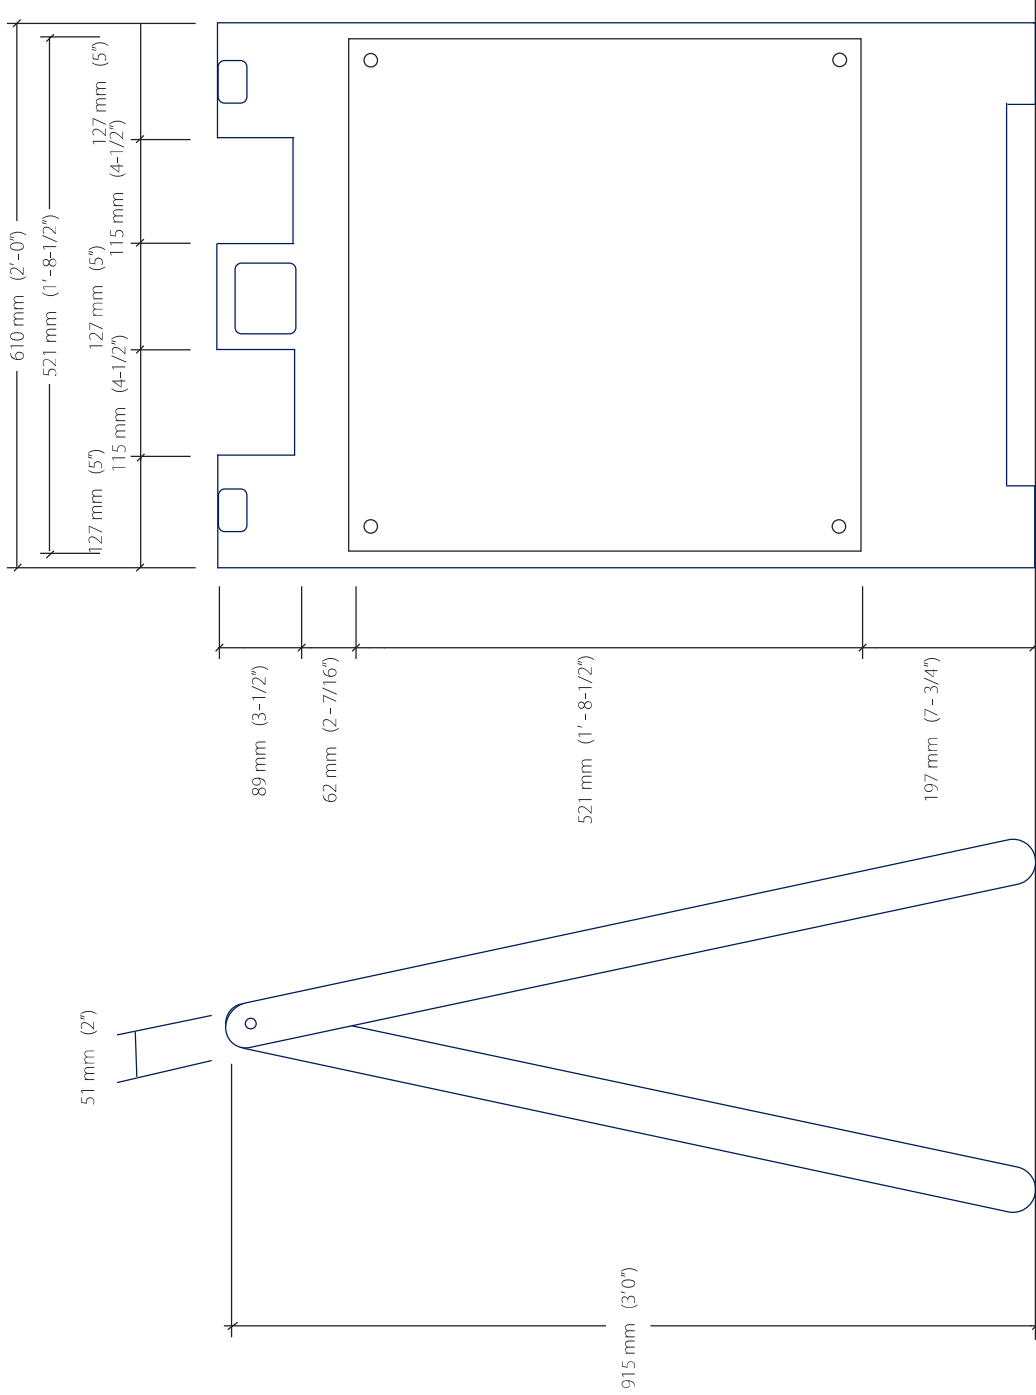 610 mm (2'-0")
521 mm (1'-8-1/2")
127 mm (5")
115 mm (4-1/2")
127 mm (5")
115 mm (4-1/2")
127 mm (5")
89 mm (3-1/2")
62 mm (2 - 7/16")
521 mm (1' - 8-1/2")
197 mm (7 - 3/4")
51 mm (2")
915 mm (3'0")